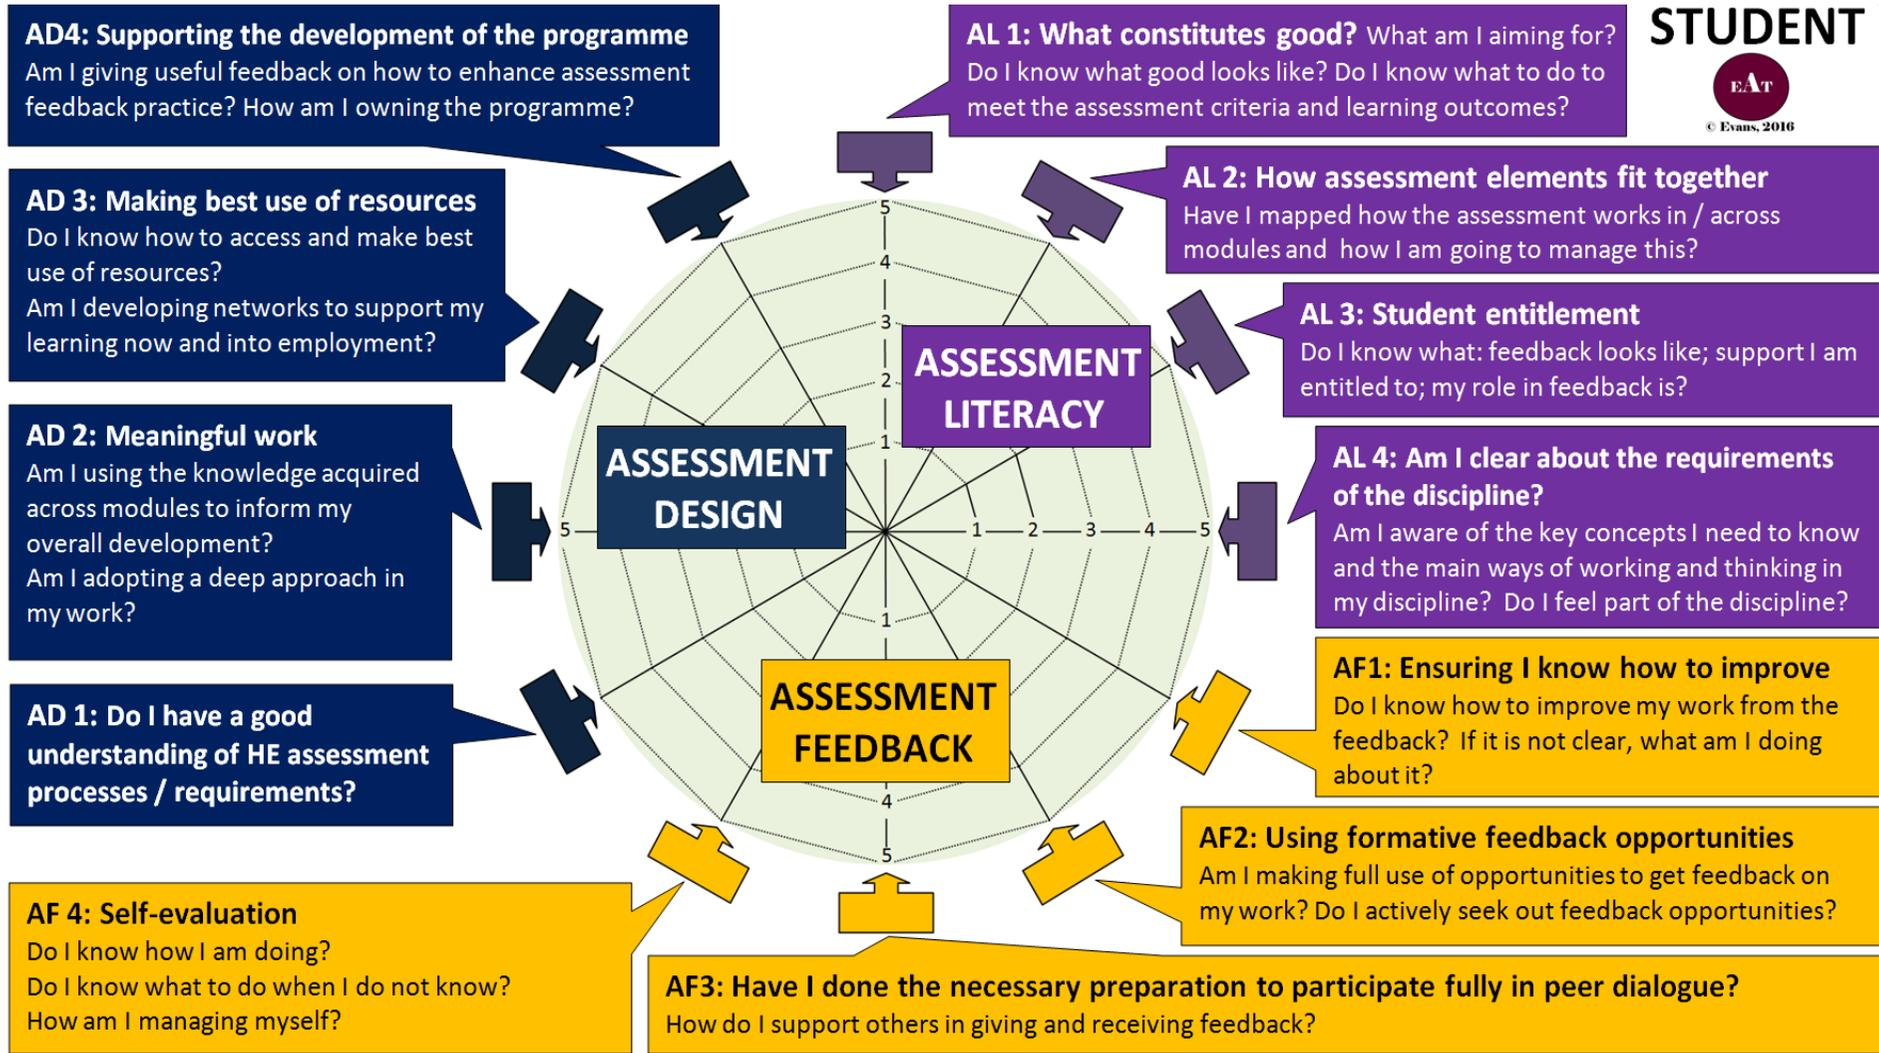 AD4: Supporting the development of the programme
Am I giving useful feedback on how to enhance assessment
feedback practice? How am I owning the programme?
AL 1: What constitutes good? What am I aiming for?
Do I know what good looks like? Do I know what to do to
meet the assessment criteria and learning outcomes?
STUDENT
EAT
© Evans, 2016
AL 2: How assessment elements fit together
Have I mapped how the assessment works in / across
modules and how I am going to manage this?
AD 3: Making best use of resources
Do I know how to access and make best
use of resources?
Am I developing networks to support my
learning now and into employment?
AL 3: Student entitlement
Do I know what: feedback looks like; support I am
entitled to; my role in feedback is?
AD 2: Meaningful work
Am I using the knowledge acquired
across modules to inform my
overall development?
Am I adopting a deep approach in
my work?
AL 4: Am I clear about the requirements
of the discipline?
Am I aware of the key concepts I need to know
and the main ways of working and thinking in
my discipline? Do I feel part of the discipline?
5
4
3
2
1
ASSESSMENT
LITERACY
ASSESSMENT
DESIGN
5
1 2 3 4 5
1
ASSESSMENT
FEEDBACK
4
5
AD 1: Do I have a good
understanding of HE assessment
processes / requirements?
AF1: Ensuring I know how to improve
Do I know how to improve my work from the
feedback? If it is not clear, what am I doing
about it?
AF2: Using formative feedback opportunities
Am I making full use of opportunities to get feedback on
my work? Do I actively seek out feedback opportunities?
AF 4: Self-evaluation
Do I know how I am doing?
Do I know what to do when I do not know?
How am I managing myself?
AF3: Have I done the necessary preparation to participate fully in peer dialogue?
How do I support others in giving and receiving feedback?